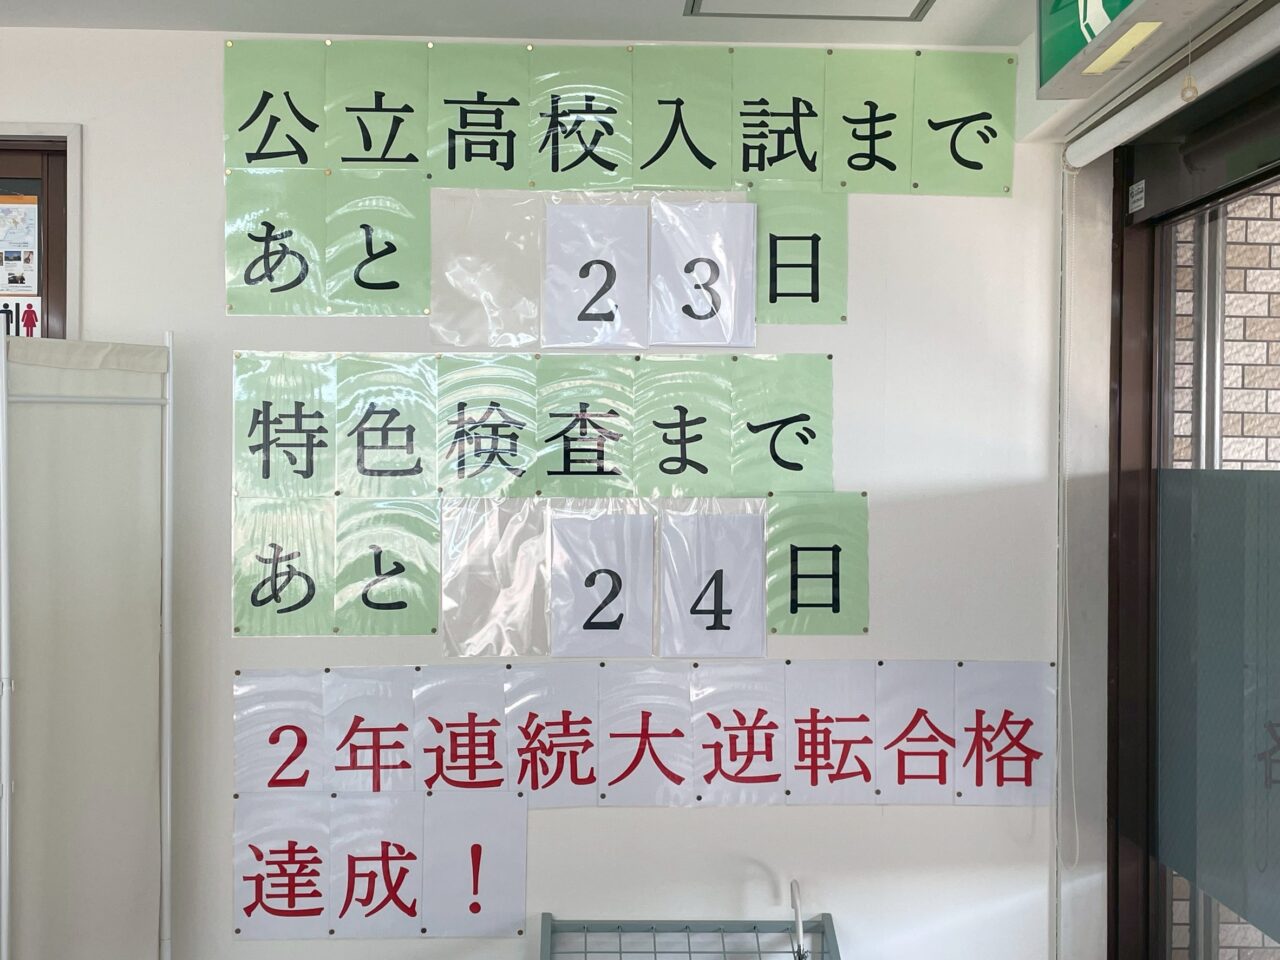 公立高校入試まで
あと 23日
特色検査まで
あと 24日
2年連続大逆転合格
達成！